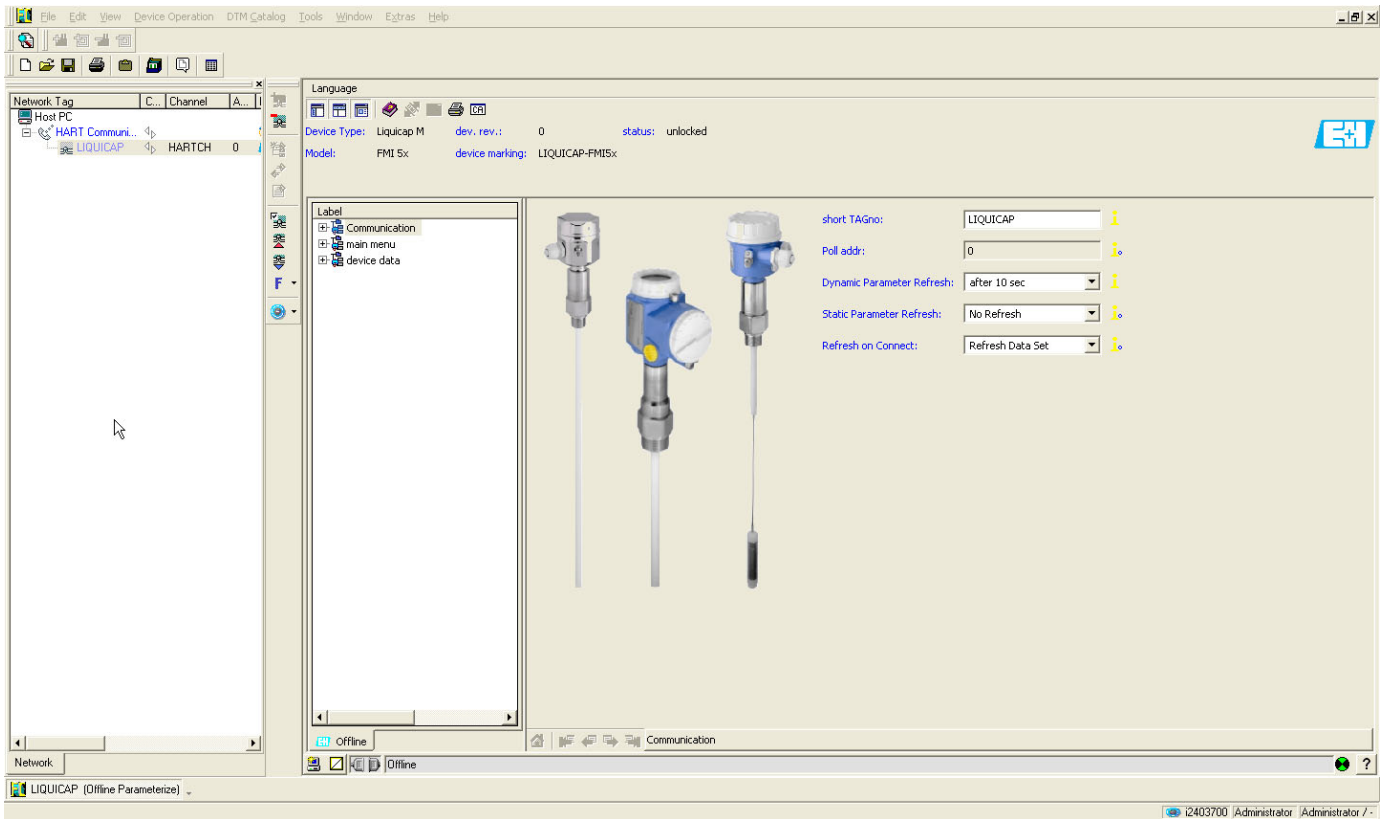 File Edit View Device Operation DTM Catalog Tools Window Extras Help
Network Tag C... Channel A...
Host PC
HART Communi...
LIQUICAP HARTCH 0
Language
Device Type: Liquicap M dev. rev.: 0 status: unlocked
Model: FMI 5x device marking: LIQUICAP-FMI5x
E+H
Label
Communication
main menu
device data
short TAGno: LIQUICAP
Poll addr: 0
Dynamic Parameter Refresh: after 10 sec
Static Parameter Refresh: No Refresh
Refresh on Connect: Refresh Data Set
F
Offline
Communication
Network
Offline
?
LIQUICAP (Offline Parameterize)
i2403700 Administrator Administrator / -